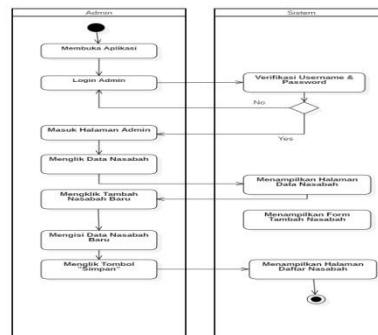 Admin
Sistem
Membuka Aplikasi
Login Admin
Verifikasi Username &
Password
No
Yes
Masuk Halaman Admin
Menglik Data Nasabah
Menampilkan Halaman
Data Nasabah
Mengklik Tambah
Nasabah Baru
Menampilkan Form
Tambah Nasabah
Mengisi Data Nasabah
Baru
Menglik Tombol
"Simpan"
Menampilkan Halaman
Daftar Nasabah